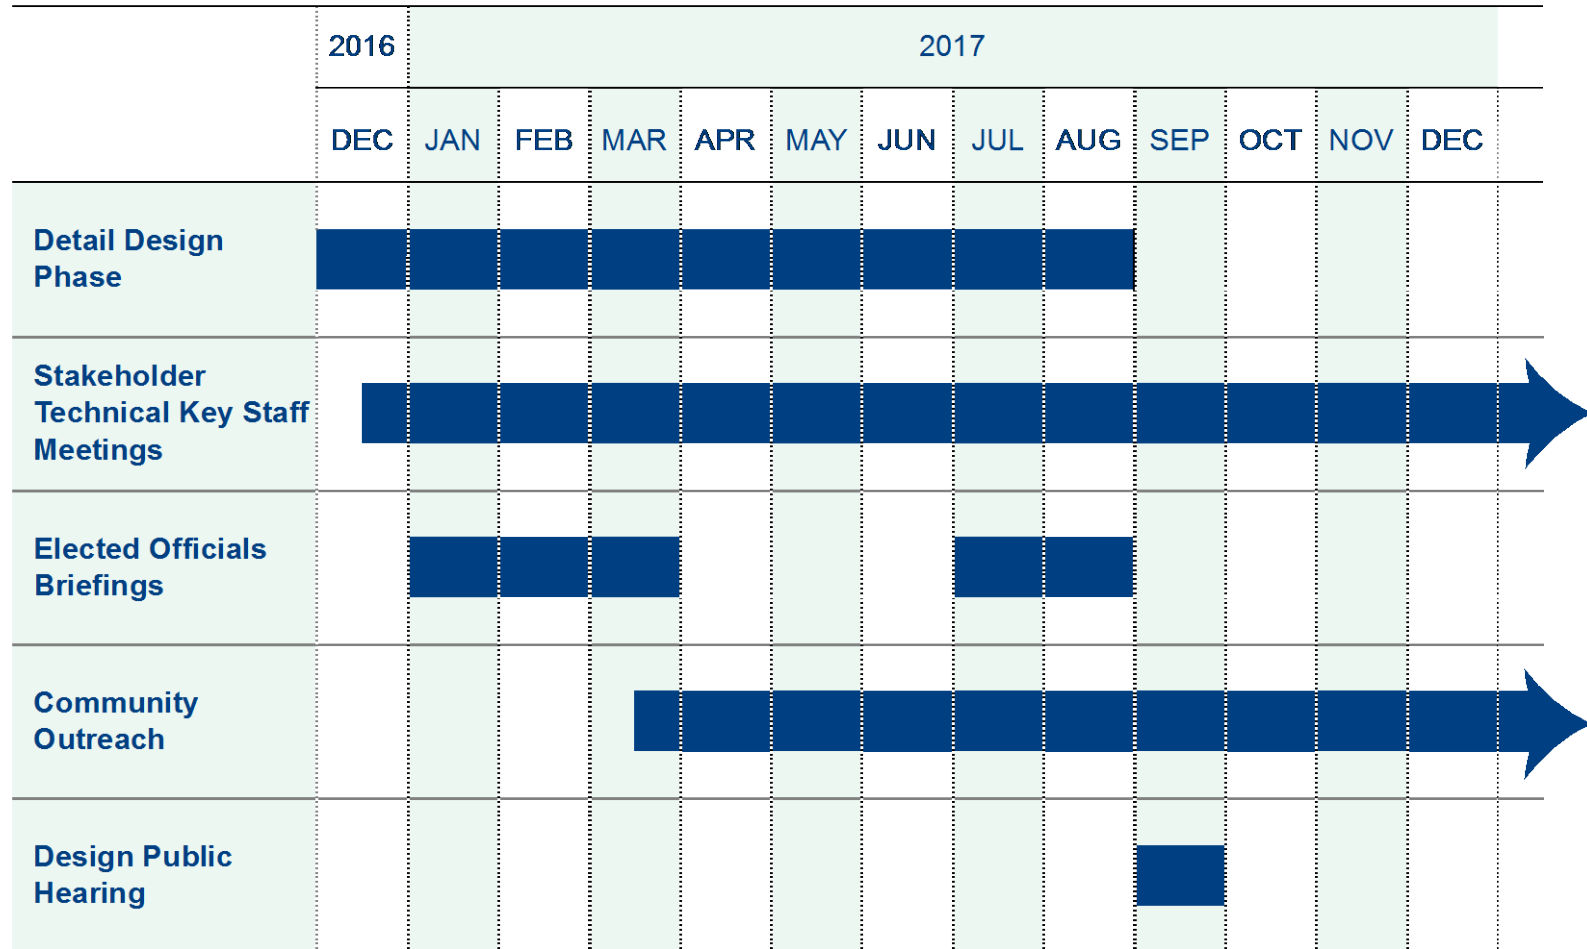 2016 2017
DEC JAN FEB MAR APR MAY JUN JUL AUG SEP OCT NOV DEC
Detail Design
Phase
Stakeholder
Technical Key Staff
Meetings
Elected Officials
Briefings
Community
Outreach
Design Public
Hearing